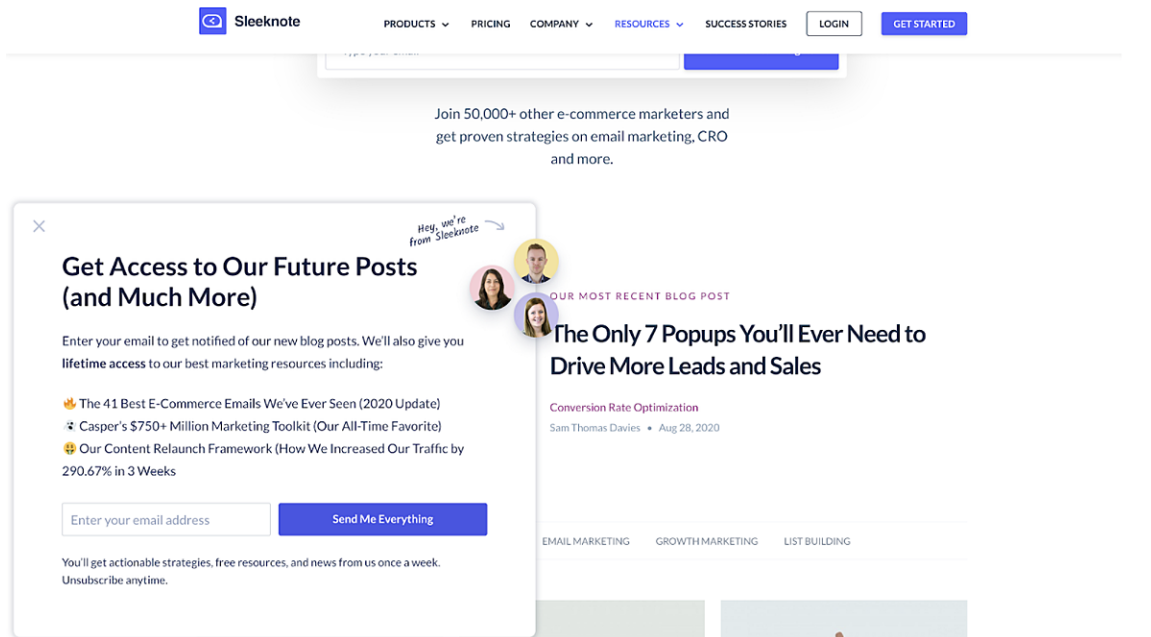 Sleeknote
PRODUCTS
PRICING
COMPANY
RESOURCES
SUCCESS STORIES
LOGIN
GET STARTED
Join 50,000+ other e-commerce marketers and
get proven strategies on email marketing, CRO
and more.
Hey, we're
from Sleeknote
Get Access to Our Future Posts
(and Much More)
Enter your email to get notified of our new blog posts. We'll also give you
lifetime access to our best marketing resources including:
🔥 The 41 Best E-Commerce Emails We've Ever Seen (2020 Update)
Casper's $750+ Million Marketing Toolkit (Our All-Time Favorite)
🤑 Our Content Relaunch Framework (How We Increased Our Traffic by
290.67% in 3 Weeks
Enter your email address
Send Me Everything
You'll get actionable strategies, free resources, and news from us once a week.
Unsubscribe anytime.
OUR MOST RECENT BLOG POST
The Only 7 Popups You'll Ever Need to
Drive More Leads and Sales
Conversion Rate Optimization
Sam Thomas Davies • Aug 28, 2020
EMAIL MARKETING
GROWTH MARKETING
LIST BUILDING